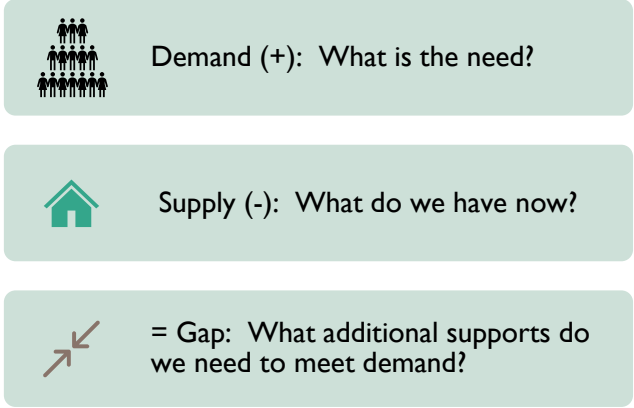 Demand (+):  What is the need?
Supply (-):  What do we have now?
= Gap:  What additional supports do
we need to meet demand?